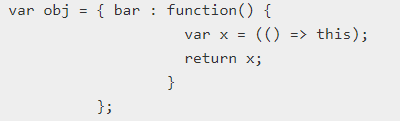 var obj = { bar : function() {
var x = (() => this);
return x;
}
};